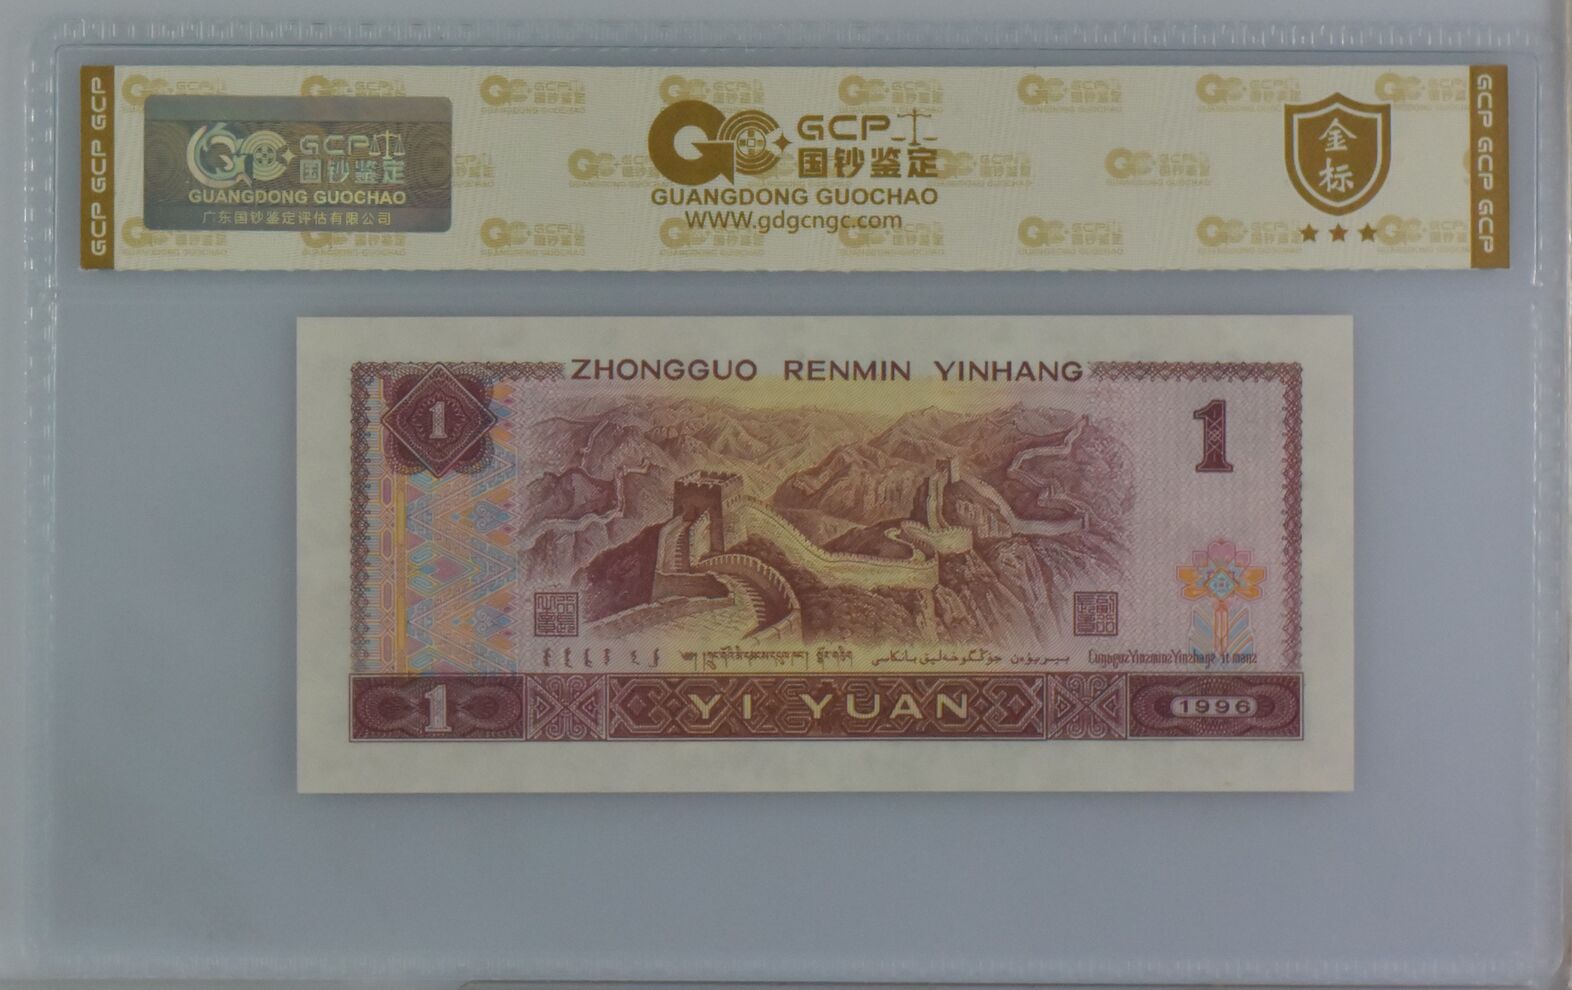 GCP GCP GCP
GCP
国钞鉴定
GUANGDONG GUOCHAO
广东国钞鉴定评估有限公司
GCP
国钞鉴定
GUANGDONG GUOCHAO
WWW.gdgcngc.com
金
标
GCP GCP GCP
ZHONGGUO RENMIN YINHANG
1
1
1
YI YUAN
1996